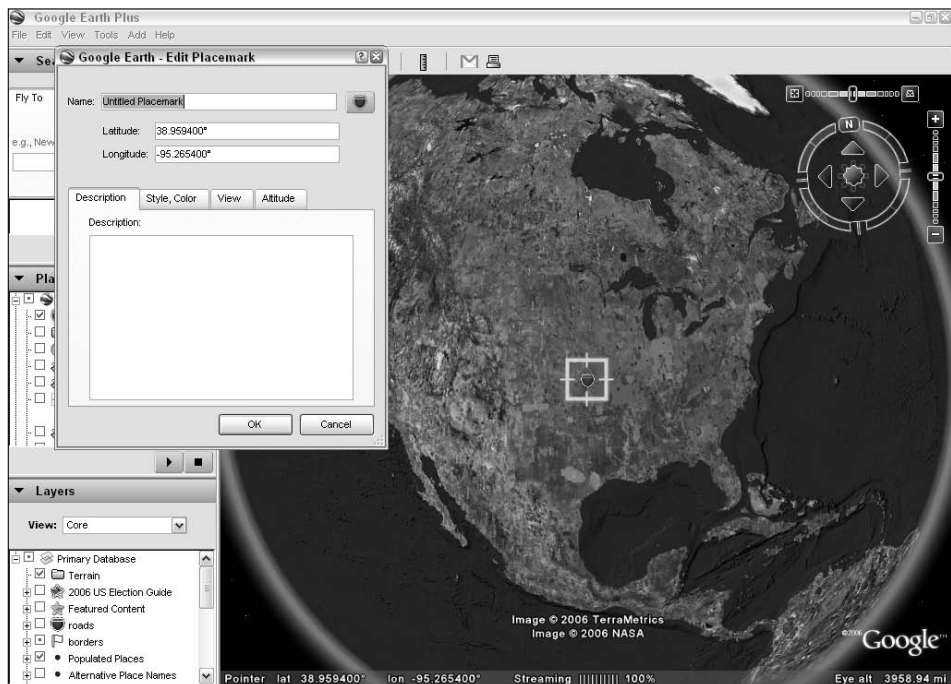 Google Earth Plus
File Edit View Tools Add Help
Sea
Fly To
e.g., New
Google Earth - Edit Placemark
Name: Untitled Placemark
Latitude: 38.959400°
Longitude: -95.265400°
Description Style, Color View Altitude
Description:
OK Cancel
N
Pla
Layers
View: Core
Primary Database
Terrain
2006 US Election Guide
Featured Content
roads
borders
Populated Places
Alternative Place Names
Image © 2006 TerraMetrics
Image © 2006 NASA
©2006 Google™
Pointer lat 38.959400° lon -95.265400° Streaming |||||||||| 100% Eye alt 3958.94 mi